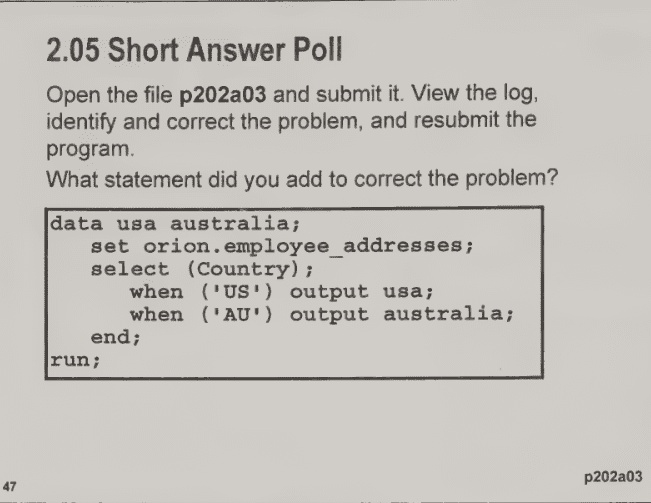 2.05 Short Answer Poll
Open the file p202a03 and submit it. View the log,
identify and correct the problem, and resubmit the
program.
What statement did you add to correct the problem?
data usa australia;
set orion.employee_addresses;
select (Country);
when ('US') output usa;
when ('AU') output australia;
end;
run;
47
p202a03